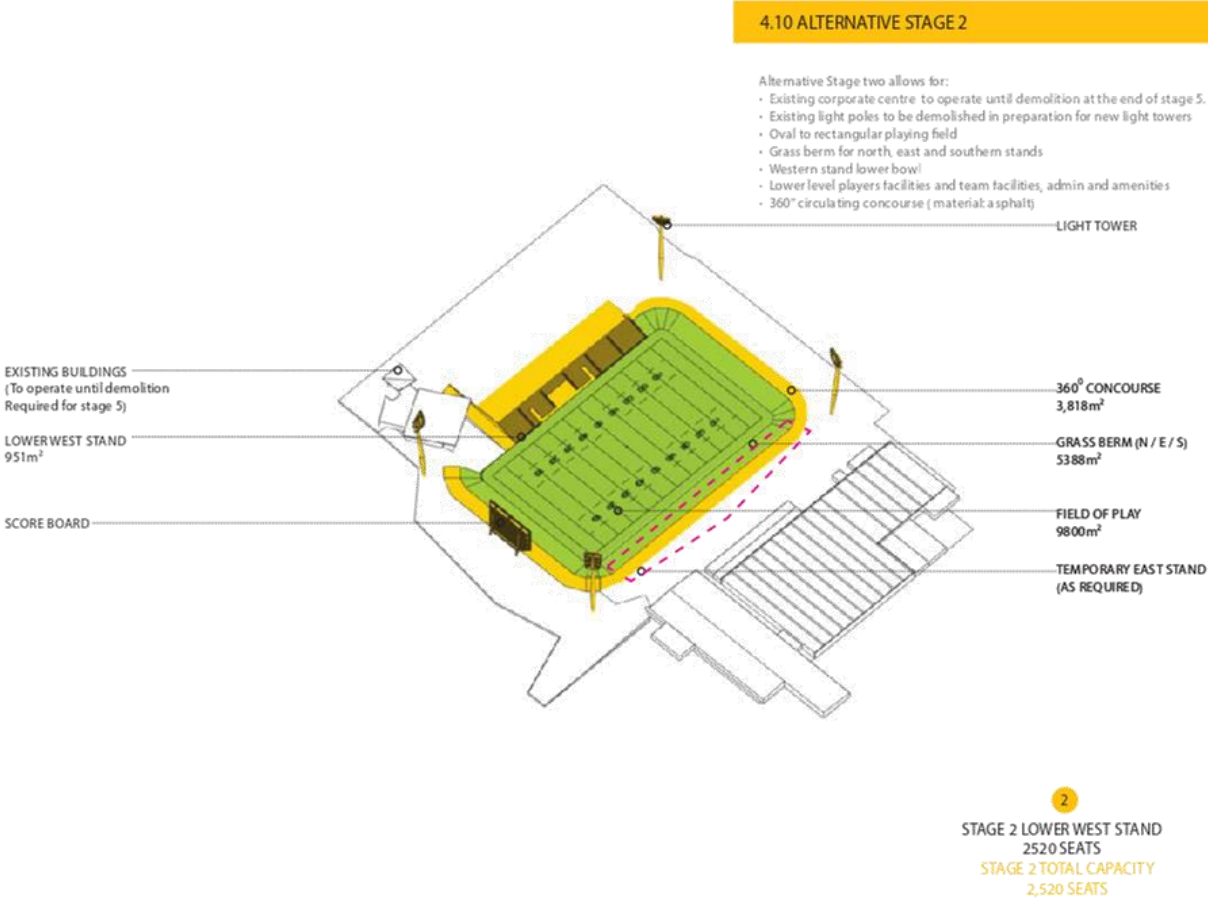 4.10 ALTERNATIVE STAGE 2
Alternative Stage two allows for:
• Existing corporate centre to operate until demolition at the end of stage 5.
• Existing light poles to be demolished in preparation for new light towers
• Oval to rectangular playing field
• Grass berm for north, east and southern stands
• Western stand lower bowl
• Lower level players facilities and team facilities, admin and amenities
• 360° circulating concourse ( material: asphalt)
LIGHT TOWER
EXISTING BUILDINGS
(To operate until demolition
Required for stage 5)
LOWER WEST STAND
951m²
SCORE BOARD
360⁰ CONCOURSE
3,818m²
GRASS BERM (N / E / S)
5388m²
FIELD OF PLAY
9800m²
TEMPORARY EAST STAND
(AS REQUIRED)
2
STAGE 2 LOWER WEST STAND
2520 SEATS
STAGE 2 TOTAL CAPACITY
2,520 SEATS